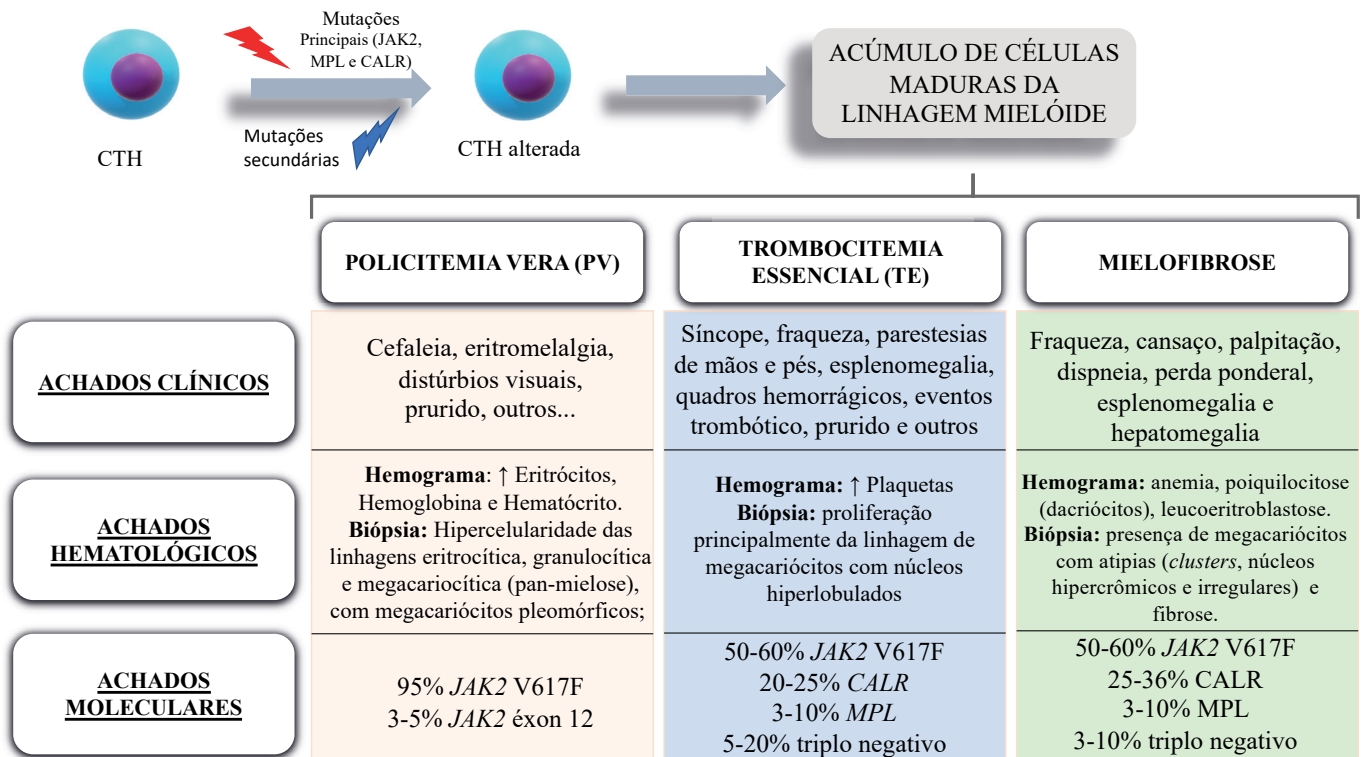 Mutações
Principais (JAK2,
MPL e CALR)
CTH
Mutações
secundárias
CTH alterada
ACÚMULO DE CÉLULAS
MADURAS DA
LINHAGEM MIELÓIDE
POLICITEMIA VERA (PV)
TROMBOCITEMIA
ESSENCIAL (TE)
MIELOFIBROSE
ACHADOS CLÍNICOS
Cefaleia, eritromelalgia,
distúrbios visuais,
prurido, outros...
Síncope, fraqueza, parestesias
de mãos e pés, esplenomegalia,
quadros hemorrágicos, eventos
trombótico, prurido e outros
Fraqueza, cansaço, palpitação,
dispneia, perda ponderal,
esplenomegalia e
hepatomegalia
ACHADOS
HEMATOLÓGICOS
Hemograma: ↑ Eritrócitos,
Hemoglobina e Hematócrito.
Biópsia: Hipercelularidade das
linhagens eritrocítica, granulocítica
e megacariocítica (pan-mielose),
com megacariócitos pleomórficos;
Hemograma: ↑ Plaquetas
Biópsia: proliferação
principalmente da linhagem de
megacariócitos com núcleos
hiperlobulados
Hemograma: anemia, poiquilocitose
(dacriócitos), leucoeritroblastose.
Biópsia: presença de megacariócitos
com atipias (clusters, núcleos
hipercrômicos e irregulares) e
fibrose.
ACHADOS
MOLECULARES
95% JAK2 V617F
3-5% JAK2 éxon 12
50-60% JAK2 V617F
20-25% CALR
3-10% MPL
5-20% triplo negativo
50-60% JAK2 V617F
25-36% CALR
3-10% MPL
3-10% triplo negativo